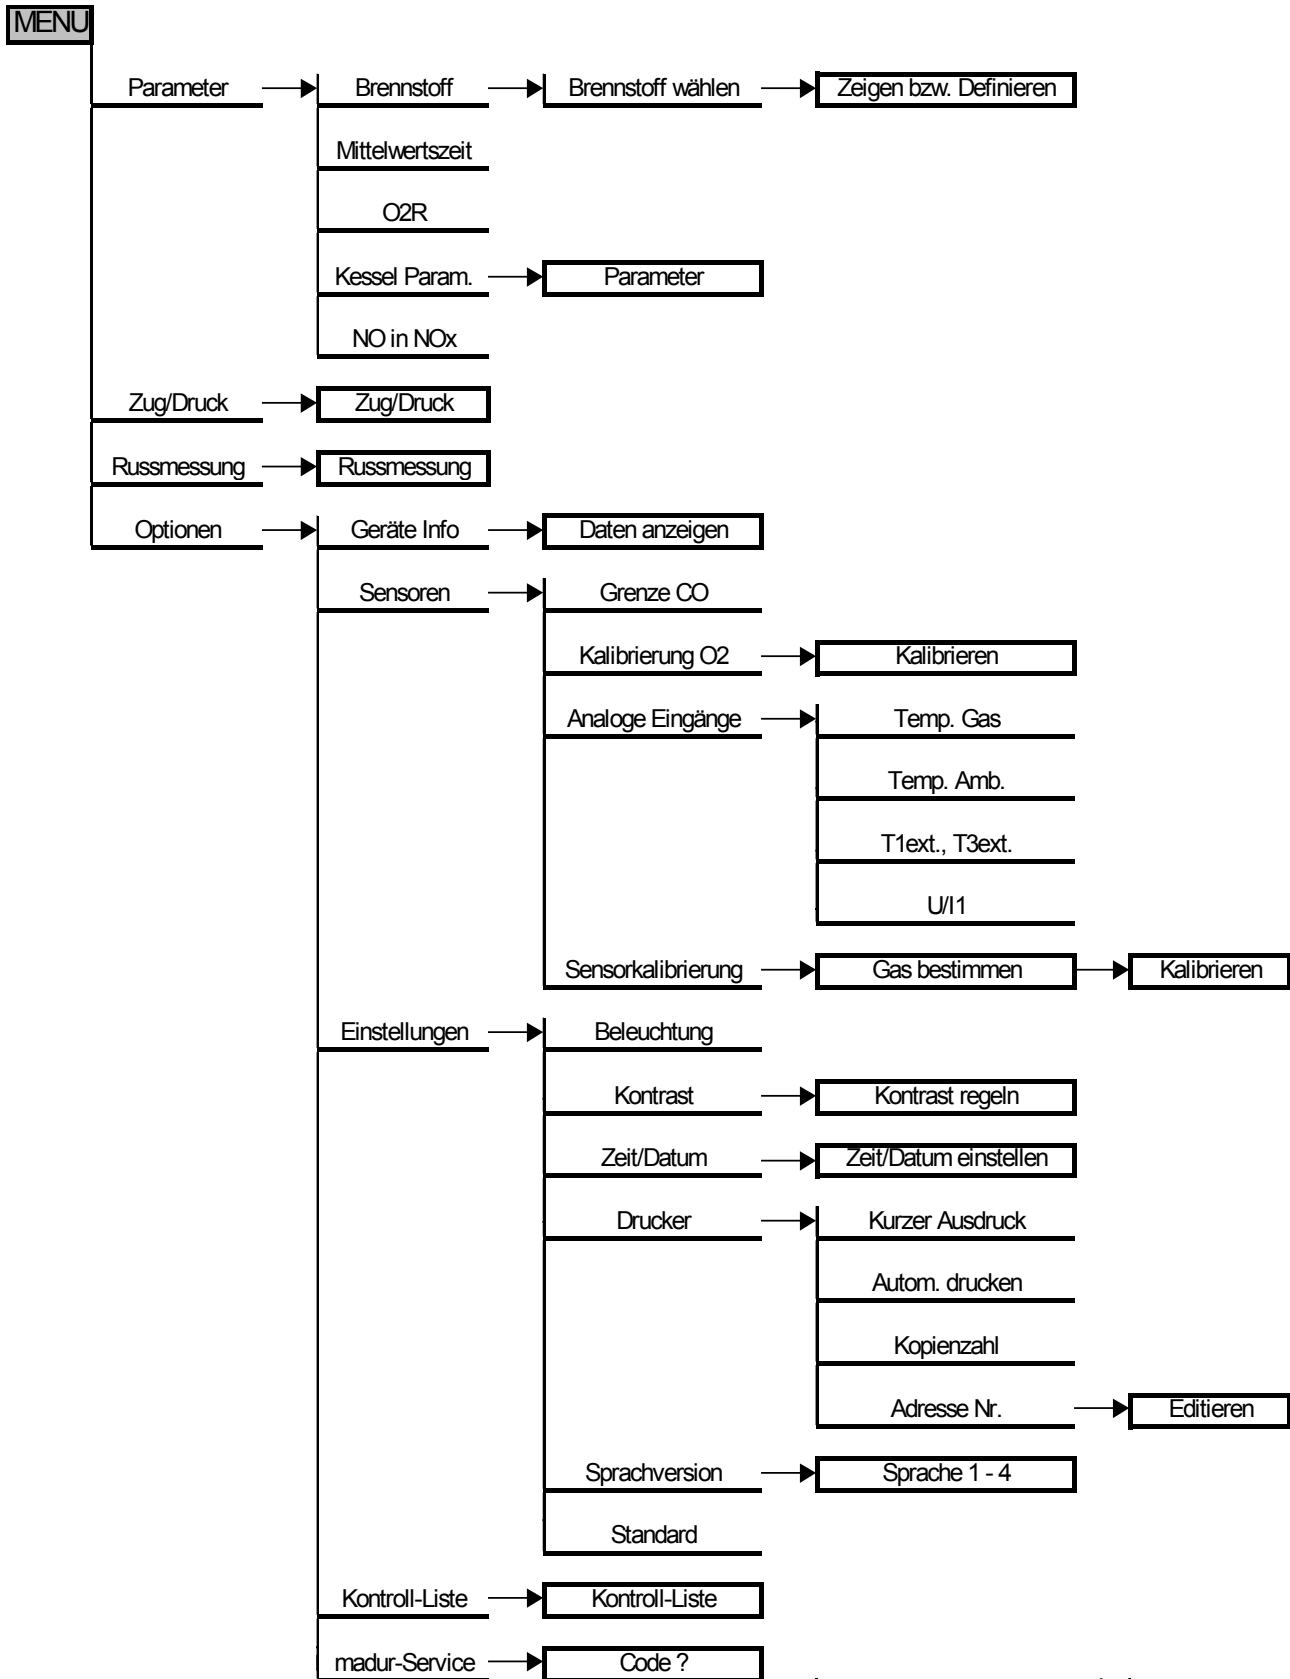 MENU
Parameter Brennstoff Brennstoff wählen Zeigen bzw. Definieren
Mittelwertszeit
O2R
Kessel Param. Parameter
NO in NOx
Zug/Druck Zug/Druck
Russmessung Russmessung
Optionen Geräte Info Daten anzeigen
Sensoren Grenze CO
Kalibrierung O2 Kalibrieren
Analoge Eingänge Temp. Gas
Temp. Amb.
T1ext., T3ext.
U/I1
Sensorkalibrierung Gas bestimmen Kalibrieren
Einstellungen Beleuchtung
Kontrast Kontrast regeln
Zeit/Datum Zeit/Datum einstellen
Drucker Kurzer Ausdruck
Autom. drucken
Kopienzahl
Adresse Nr. Editieren
Sprachversion Sprache 1 - 4
Standard
Kontroll-Liste Kontroll-Liste
madur-Service Code ?